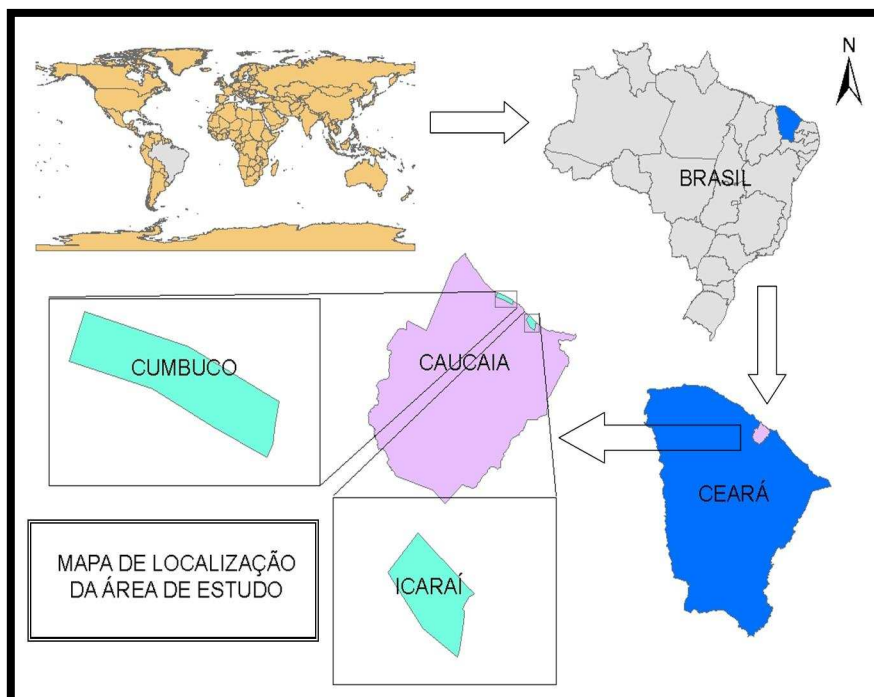 N
BRASIL
CUMBUCO
CAUCAIA
CEARÁ
MAPA DE LOCALIZAÇÃO
DA ÁREA DE ESTUDO
ICARAÍ